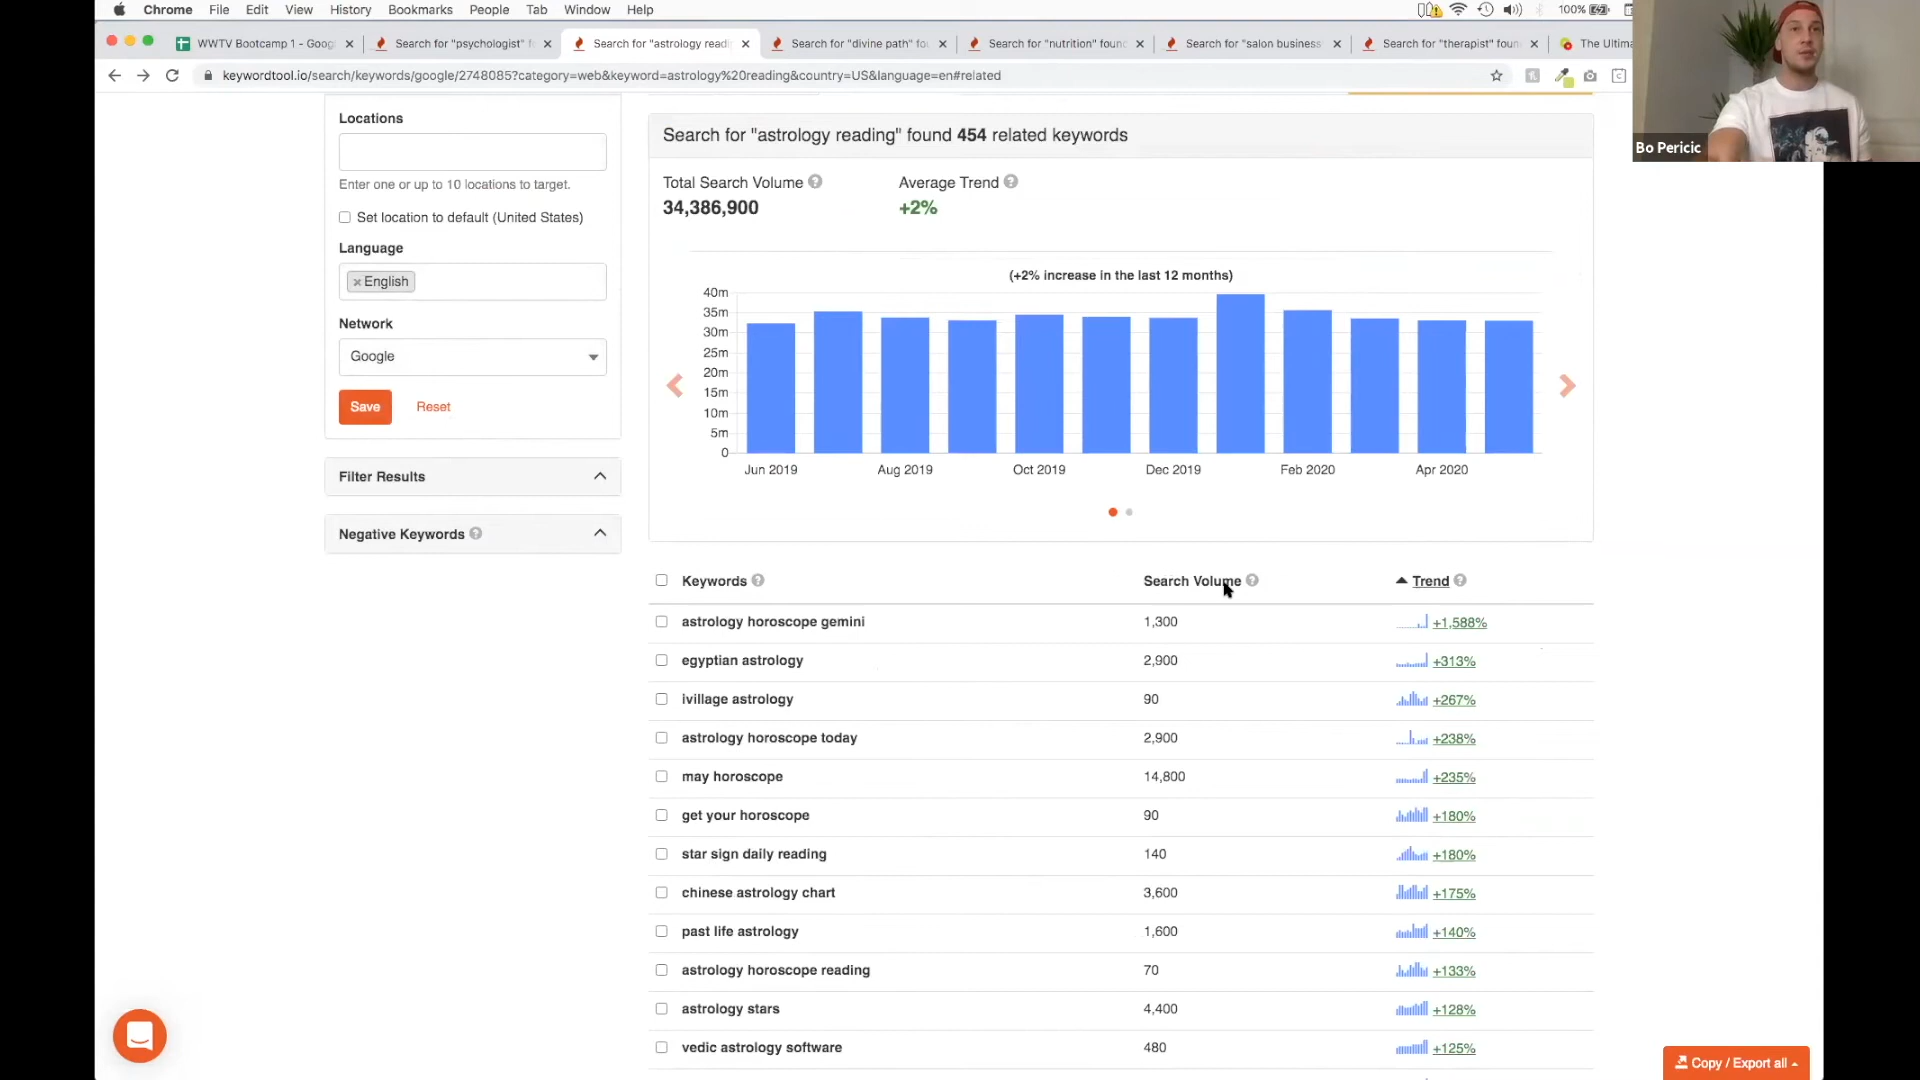 Chrome File Edit View History Bookmarks People Tab Window Help 100%
WWTV Bootcamp 1 - Goog Search for "psychologist" f Search for "astrology readi Search for "divine path" fo Search for "nutrition" found Search for "salon business" Search for "therapist" foun The Ultima
keywordtool.io/search/keywords/google/2748085?category=web&keyword=astrology%20reading&country=US&language=en#related
Bo Pericic
Locations
Enter one or up to 10 locations to target.
Set location to default (United States)
Language
× English
Network
Google
Save Reset
Filter Results
Negative Keywords ?
Search for "astrology reading" found 454 related keywords
Total Search Volume ? Average Trend ?
34,386,900 +2%
(+2% increase in the last 12 months)
40m
35m
30m
25m
20m
15m
10m
5m
0
Jun 2019 Aug 2019 Oct 2019 Dec 2019 Feb 2020 Apr 2020
Keywords ? Search Volume ? Trend ?
astrology horoscope gemini 1,300 +1,588%
egyptian astrology 2,900 +313%
ivillage astrology 90 +267%
astrology horoscope today 2,900 +238%
may horoscope 14,800 +235%
get your horoscope 90 +180%
star sign daily reading 140 +180%
chinese astrology chart 3,600 +175%
past life astrology 1,600 +140%
astrology horoscope reading 70 +133%
astrology stars 4,400 +128%
vedic astrology software 480 +125%
Copy / Export all